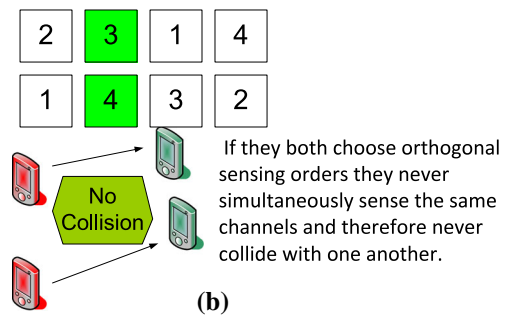 2 3 1 4
1 4 3 2
If they both choose orthogonal
sensing orders they never
simultaneously sense the same
channels and therefore never
collide with one another.
No
Collision
(b)